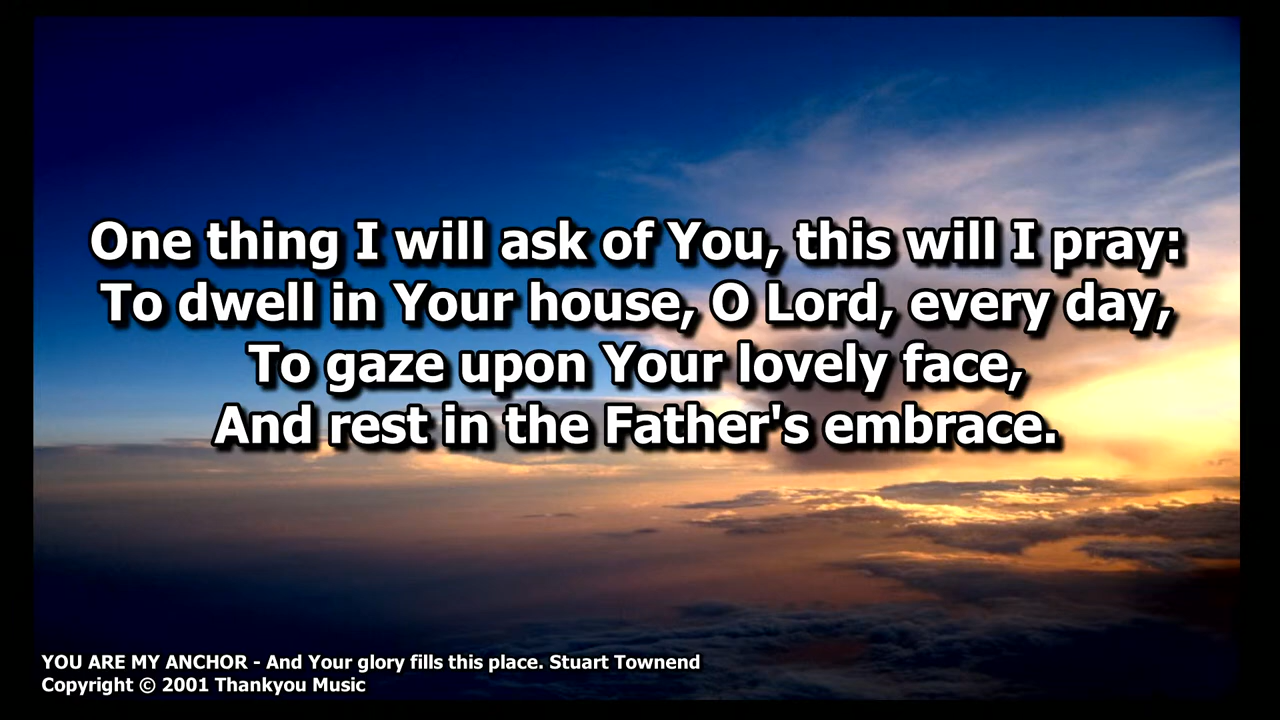 One thing I will ask of You, this will I pray:
To dwell in Your house, O Lord, every day,
To gaze upon Your lovely face,
And rest in the Father's embrace.
YOU ARE MY ANCHOR - And Your glory fills this place. Stuart Townend
Copyright © 2001 Thankyou Music